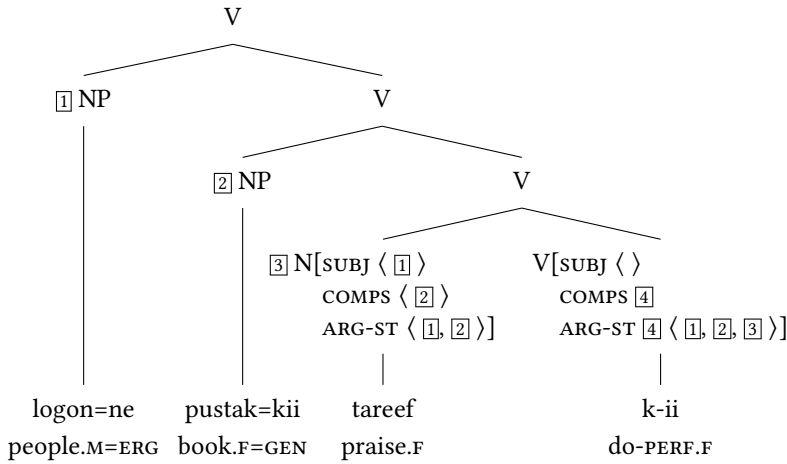 V
1 NP V
2 NP V
3 N[SUBJ ⟨ 1 ⟩ V[SUBJ ⟨ ⟩
COMPS ⟨ 2 ⟩ COMPS 4
ARG-ST ⟨ 1, 2 ⟩] ARG-ST 4 ⟨ 1, 2, 3 ⟩]
logon=ne pustak=kii tareef k-ii
people.M=ERG book.F=GEN praise.F do-PERF.F